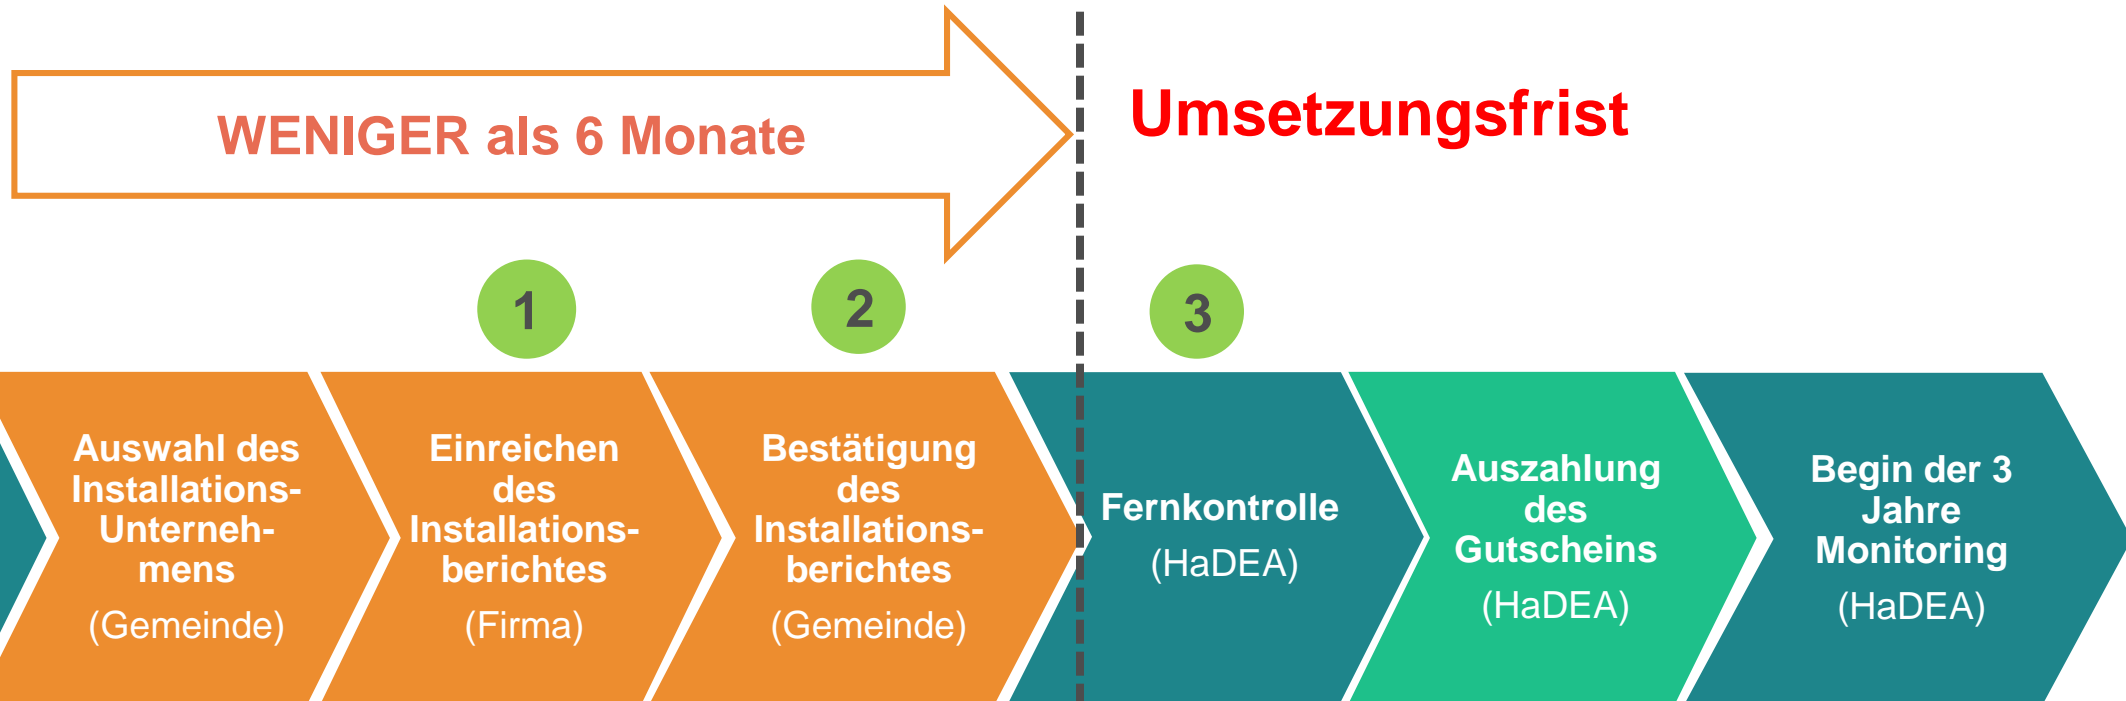 WENIGER als 6 Monate
Umsetzungsfrist
1
2
3
Auswahl des
Installations-
Unterneh-
mens
(Gemeinde)
Einreichen
des
Installations-
berichtes
(Firma)
Bestätigung
des
Installations-
berichtes
(Gemeinde)
Fernkontrolle
(HaDEA)
Auszahlung
des
Gutscheins
(HaDEA)
Begin der 3
Jahre
Monitoring
(HaDEA)